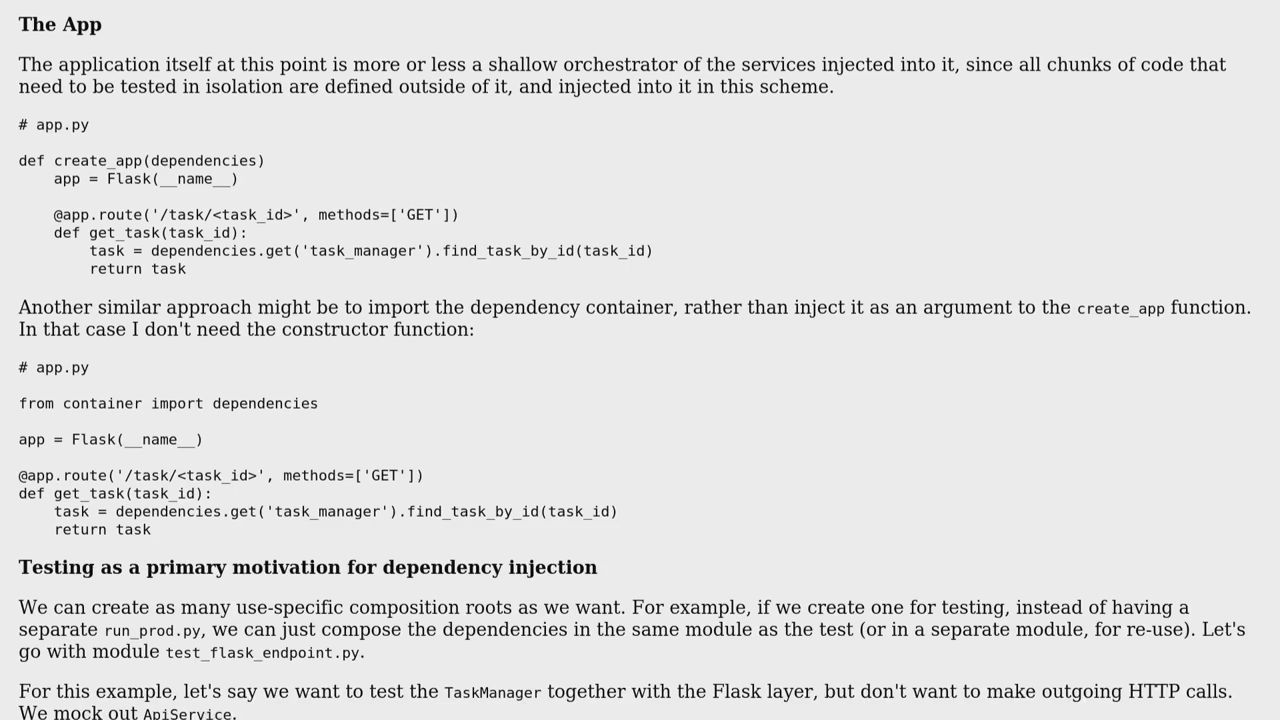 The App
The application itself at this point is more or less a shallow orchestrator of the services injected into it, since all chunks of code that
need to be tested in isolation are defined outside of it, and injected into it in this scheme.
# app.py
def create_app(dependencies)
    app = Flask(__name__)
    @app.route('/task/<task_id>', methods=['GET'])
    def get_task(task_id):
        task = dependencies.get('task_manager').find_task_by_id(task_id)
        return task
Another similar approach might be to import the dependency container, rather than inject it as an argument to the create_app function.
In that case I don't need the constructor function:
# app.py
from container import dependencies
app = Flask(__name__)
@app.route('/task/<task_id>', methods=['GET'])
def get_task(task_id):
    task = dependencies.get('task_manager').find_task_by_id(task_id)
    return task
Testing as a primary motivation for dependency injection
We can create as many use-specific composition roots as we want. For example, if we create one for testing, instead of having a
separate run_prod.py, we can just compose the dependencies in the same module as the test (or in a separate module, for re-use). Let's
go with module test_flask_endpoint.py.
For this example, let's say we want to test the TaskManager together with the Flask layer, but don't want to make outgoing HTTP calls.
We mock out ApiService.